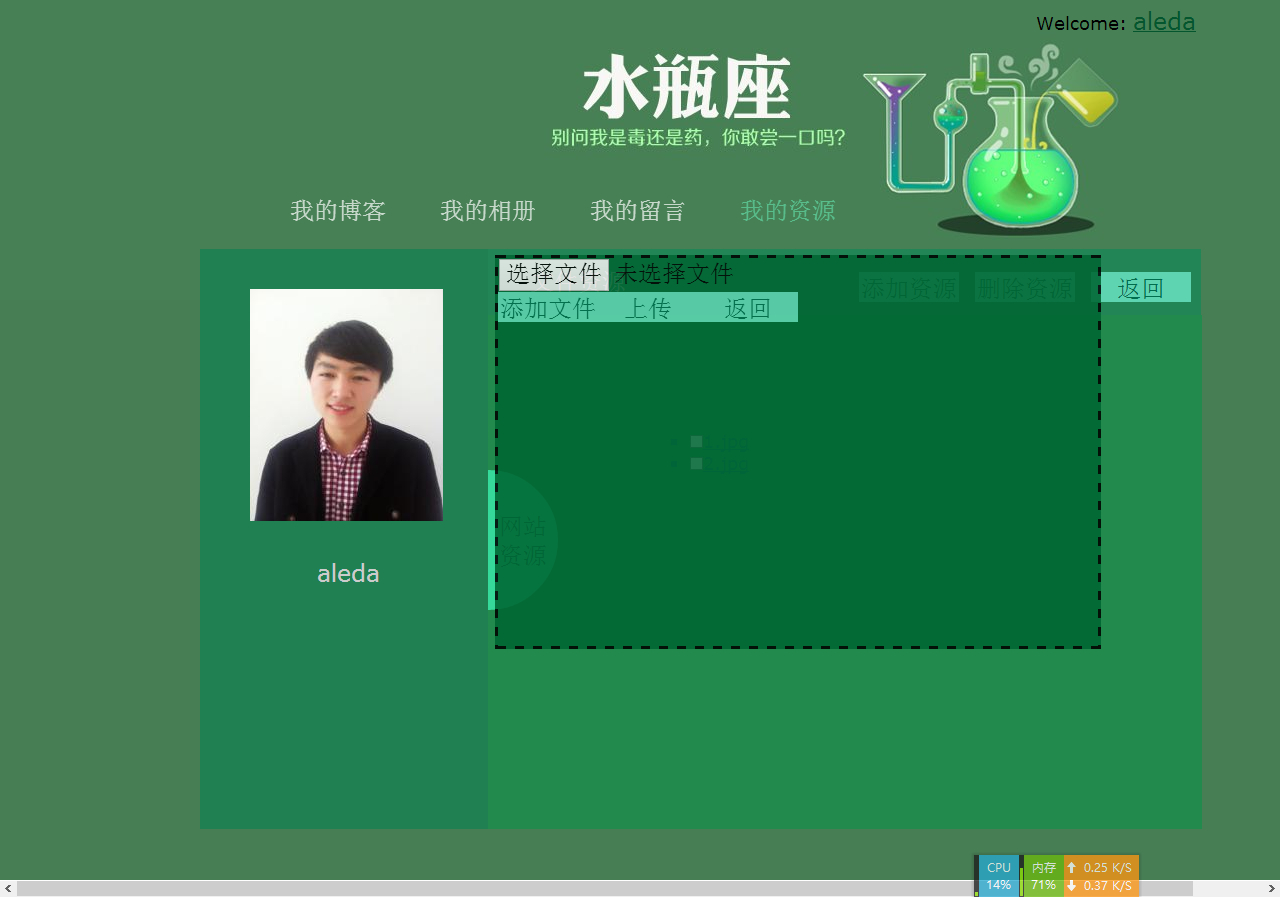 Welcome: aleda
水瓶座
别问我是毒还是药，你敢尝一口吗?
我的博客 我的相册 我的留言 我的资源
选择文件 未选择文件
添加资源 删除资源 返回
添加文件 上传 返回
网站
资源
aleda
CPU 内存 0.25 K/S
14% 71% 0.37 K/S